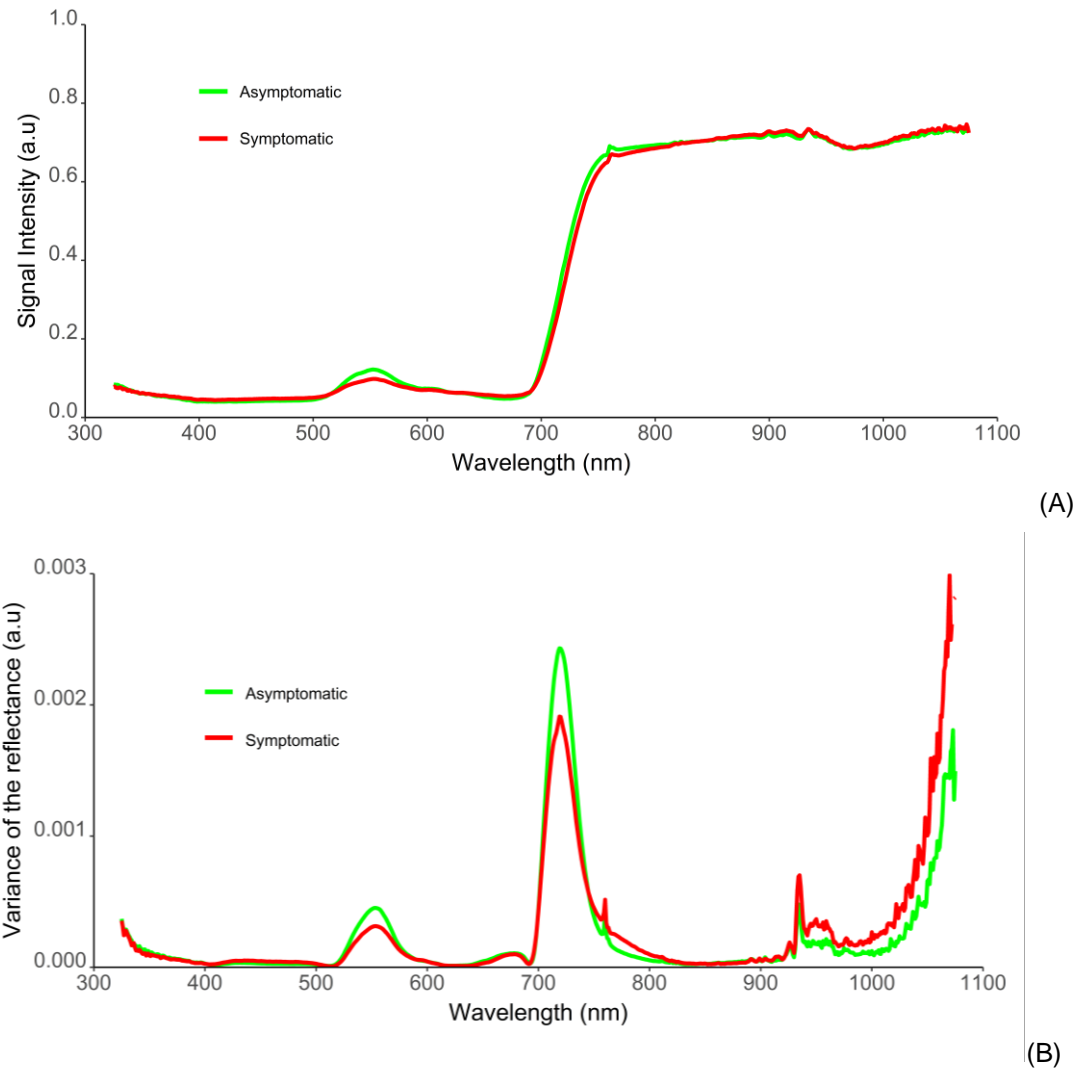 1.0
0.8
0.6
0.4
0.2
0.0
Signal Intensity (a.u)
Asymptomatic
Symptomatic
300 400 500 600 700 800 900 1000 1100
Wavelength (nm)
(A)
0.003
0.002
0.001
0.000
Variance of the reflectance (a.u)
Asymptomatic
Symptomatic
300 400 500 600 700 800 900 1000 1100
Wavelength (nm)
(B)